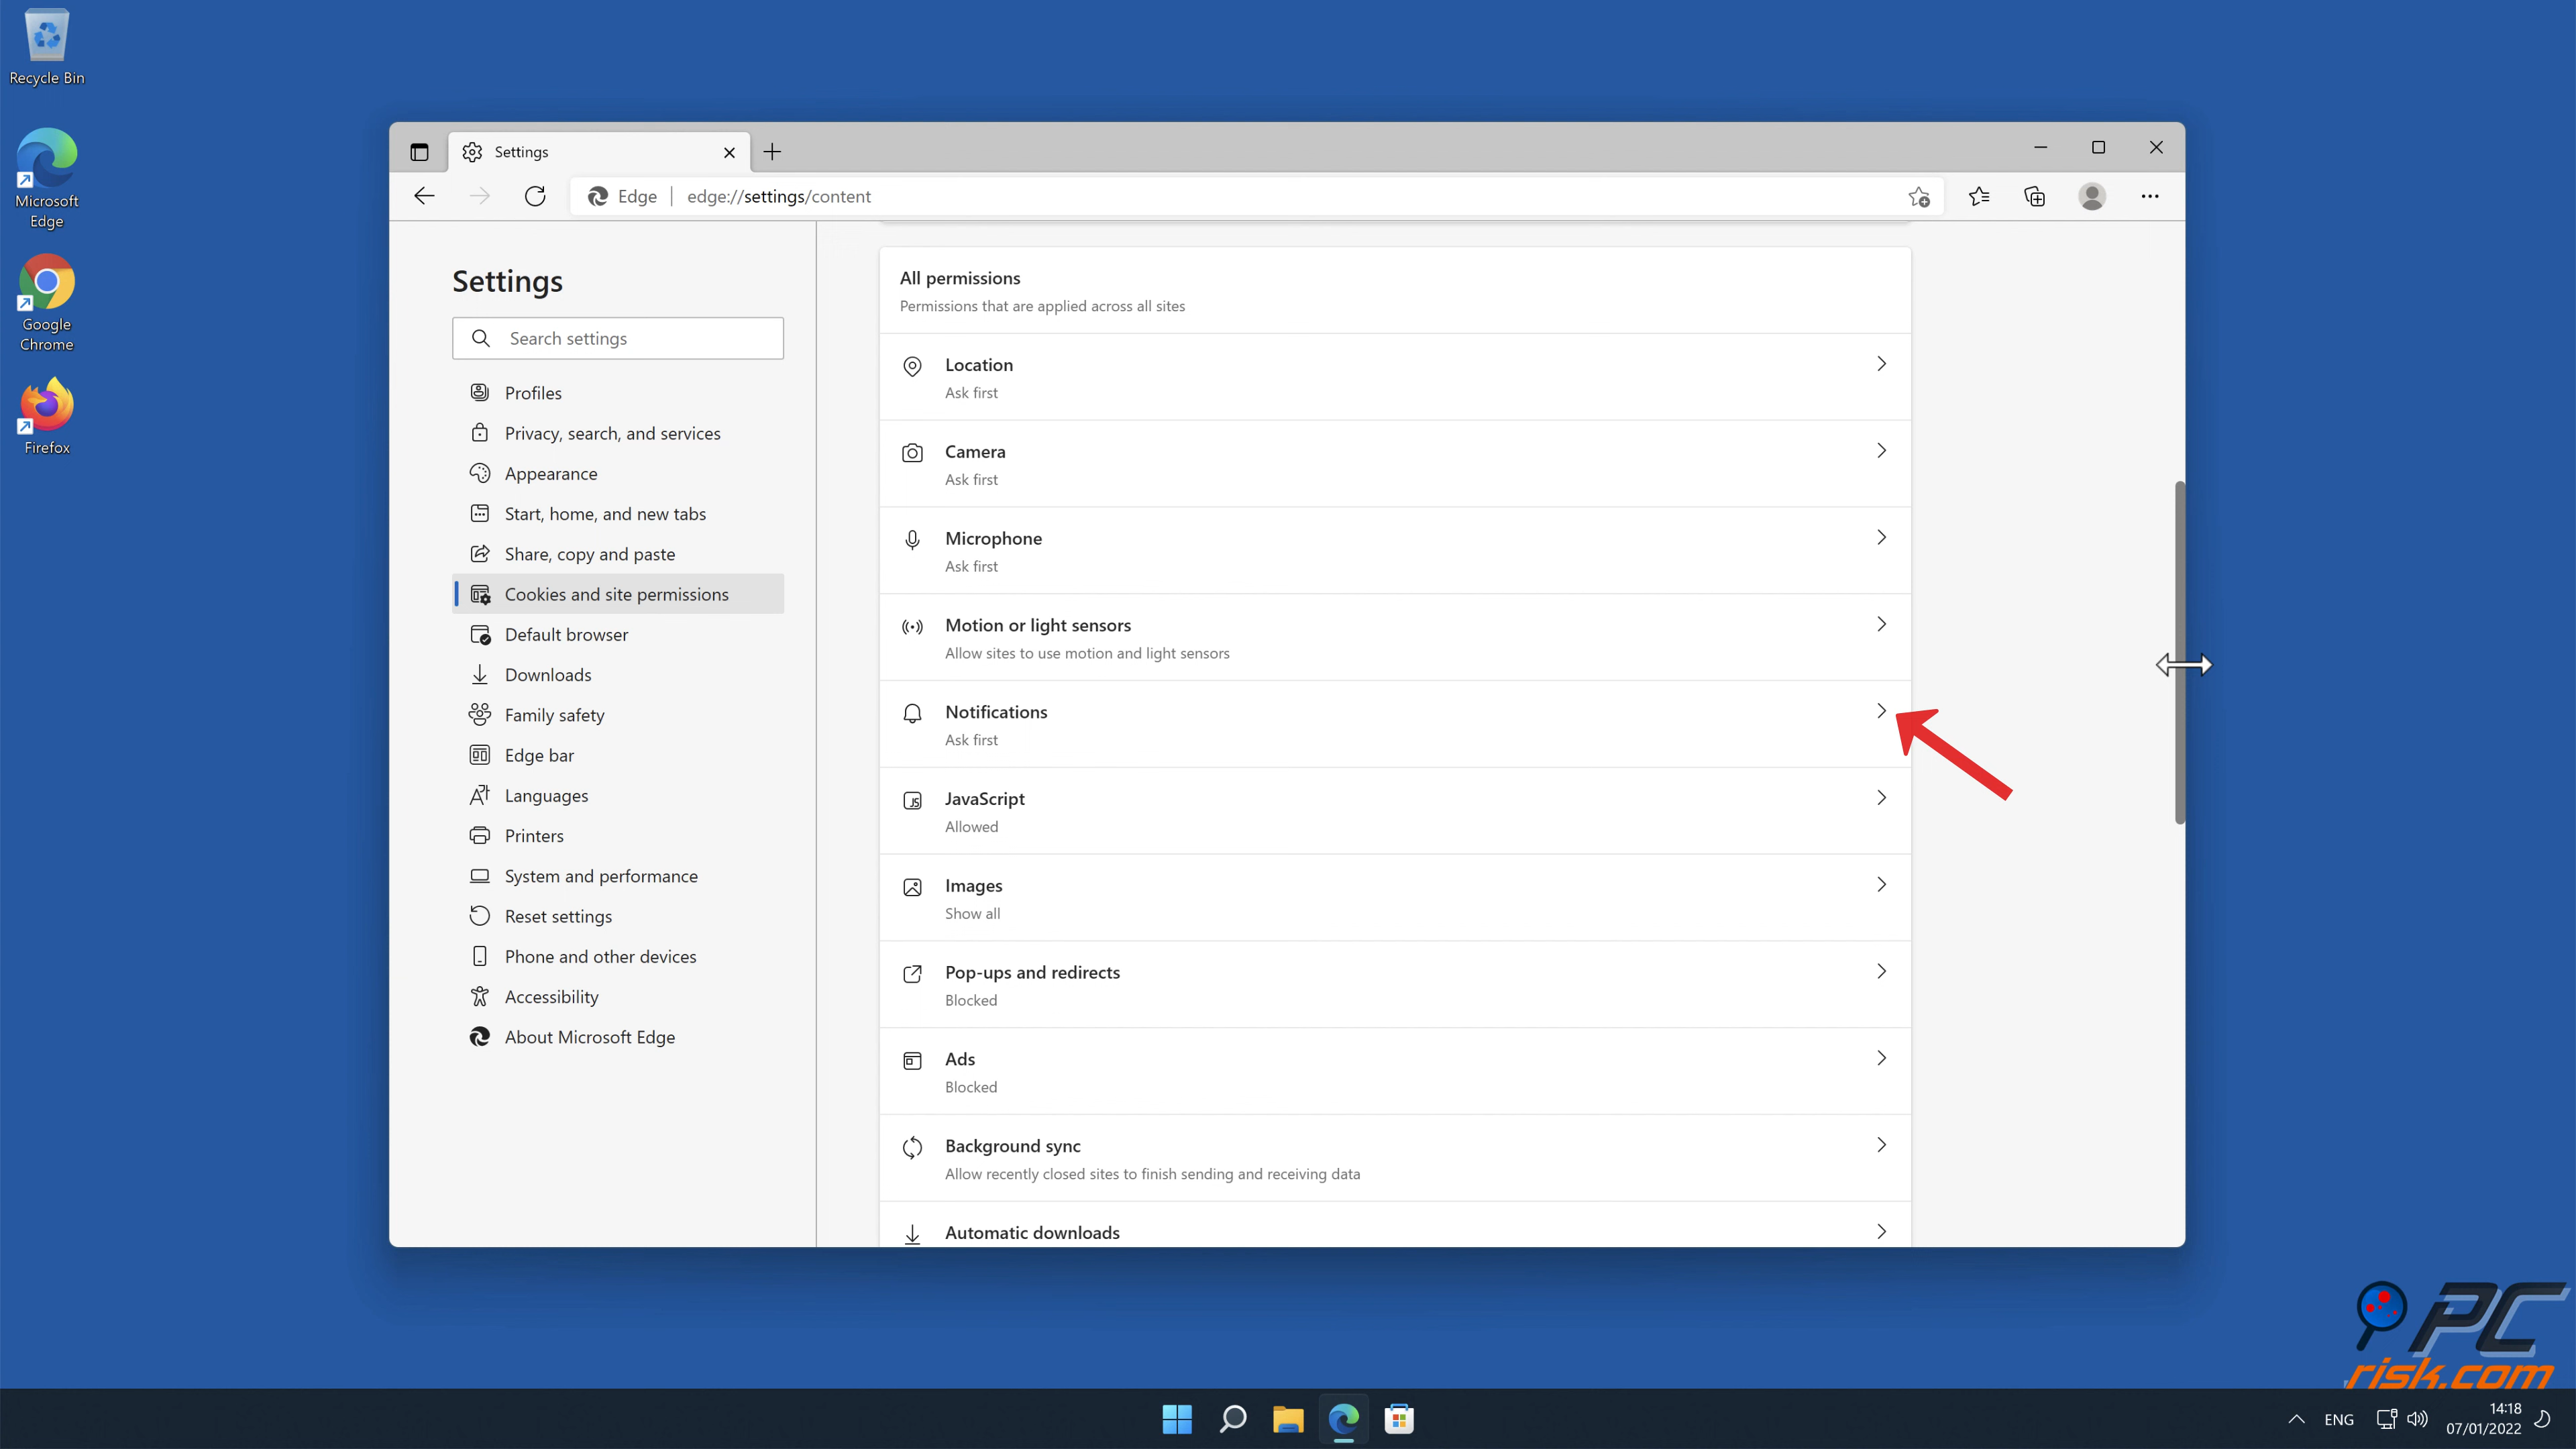 Recycle Bin
Microsoft
Edge
Google
Chrome
Firefox
Settings
Edge
edge://settings/content
Settings
Search settings
Profiles
Privacy, search, and services
Appearance
Start, home, and new tabs
Share, copy and paste
Cookies and site permissions
Default browser
Downloads
Family safety
Edge bar
Languages
Printers
System and performance
Reset settings
Phone and other devices
Accessibility
About Microsoft Edge
All permissions
Permissions that are applied across all sites
Location
Ask first
Camera
Ask first
Microphone
Ask first
Motion or light sensors
Allow sites to use motion and light sensors
Notifications
Ask first
JavaScript
Allowed
Images
Show all
Pop-ups and redirects
Blocked
Ads
Blocked
Background sync
Allow recently closed sites to finish sending and receiving data
Automatic downloads
PC
risk.com
ENG
14:18
07/01/2022